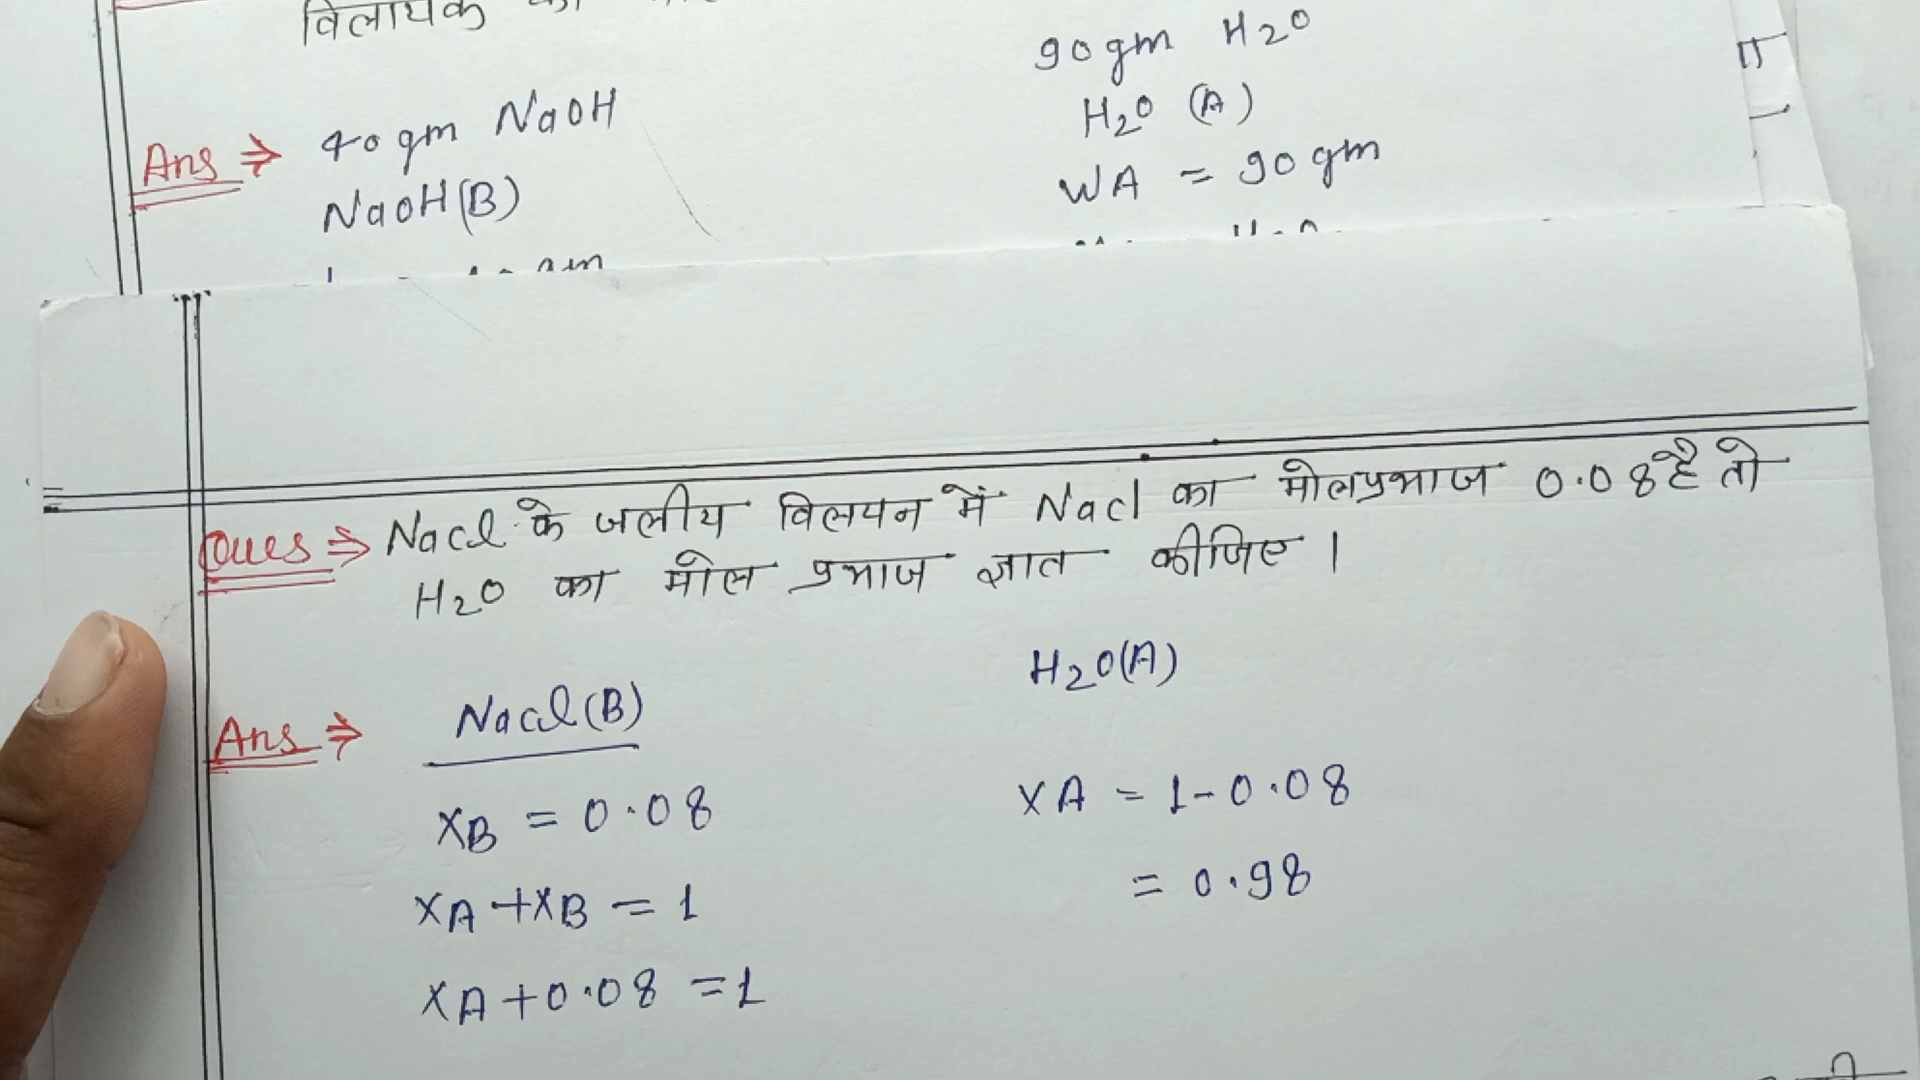 विलायक का
90 gm H2O
Ans ⇒ 40 gm NaOH
H2O (A)
NaOH(B)
WA = 90 gm
Ques ⇒ Nacl के जलीय विलयन में Nacl का मोलप्रभाज 0.08 है तो
H2O का मोल प्रभाज ज्ञात कीजिए ।
H2O(A)
Ans ⇒ Nacl(B)
XB = 0.08
XA = 1-0.08
= 0.98
XA+XB = 1
XA+0.08 = 1